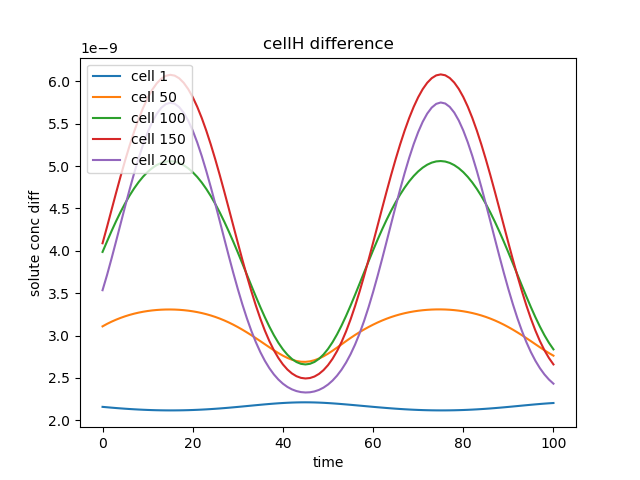 cellH difference
1e−9
cell 1
cell 50
cell 100
cell 150
cell 200
6.0
5.5
5.0
4.5
4.0
3.5
3.0
2.5
2.0
solute conc diff
0 20 40 60 80 100
time